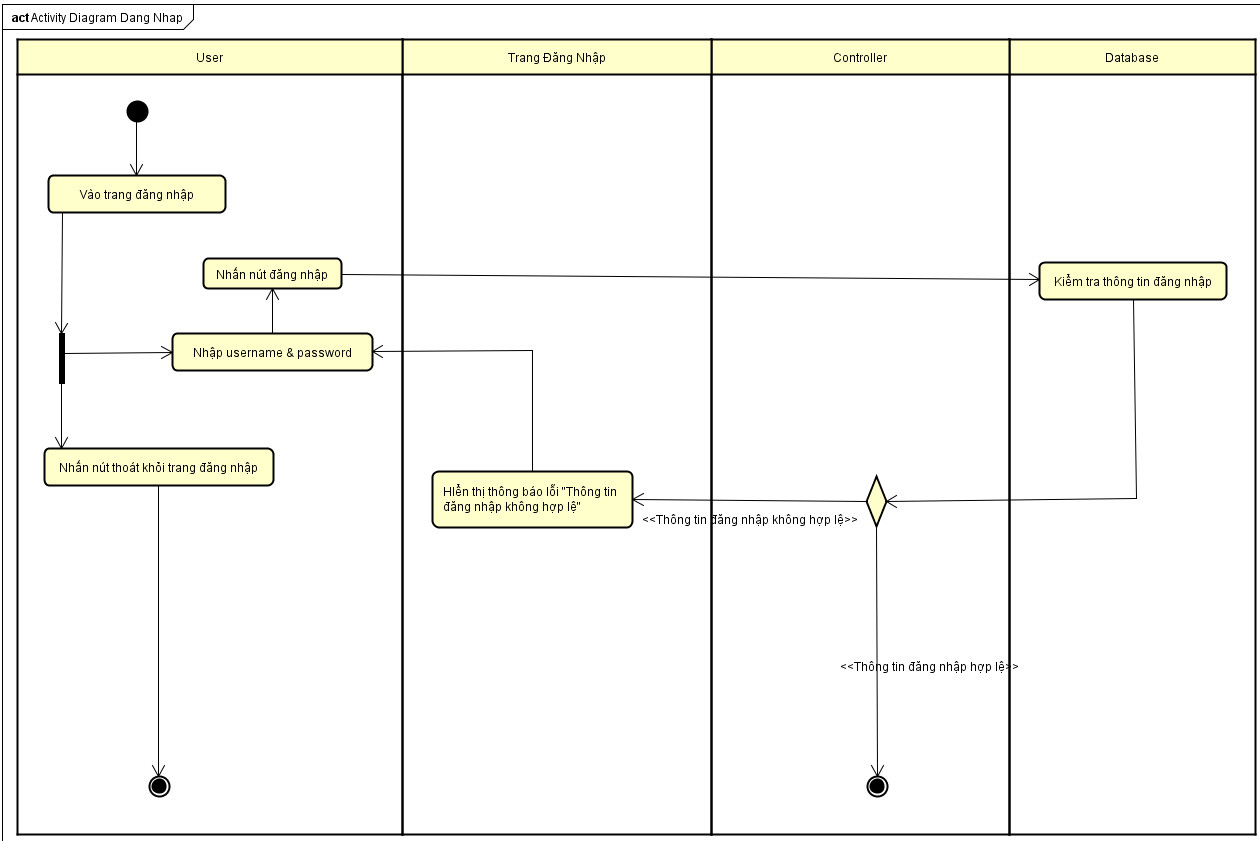 act Activity Diagram Dang Nhap
User
Trang Đăng Nhập
Controller
Database
Vào trang đăng nhập
Nhấn nút đăng nhập
Kiểm tra thông tin đăng nhập
Nhập username & password
Nhấn nút thoát khỏi trang đăng nhập
HIển thị thông báo lỗi "Thông tin
đăng nhập không hợp lệ"
<<Thông tin đăng nhập không hợp lệ>>
<<Thông tin đăng nhập hợp lệ>>